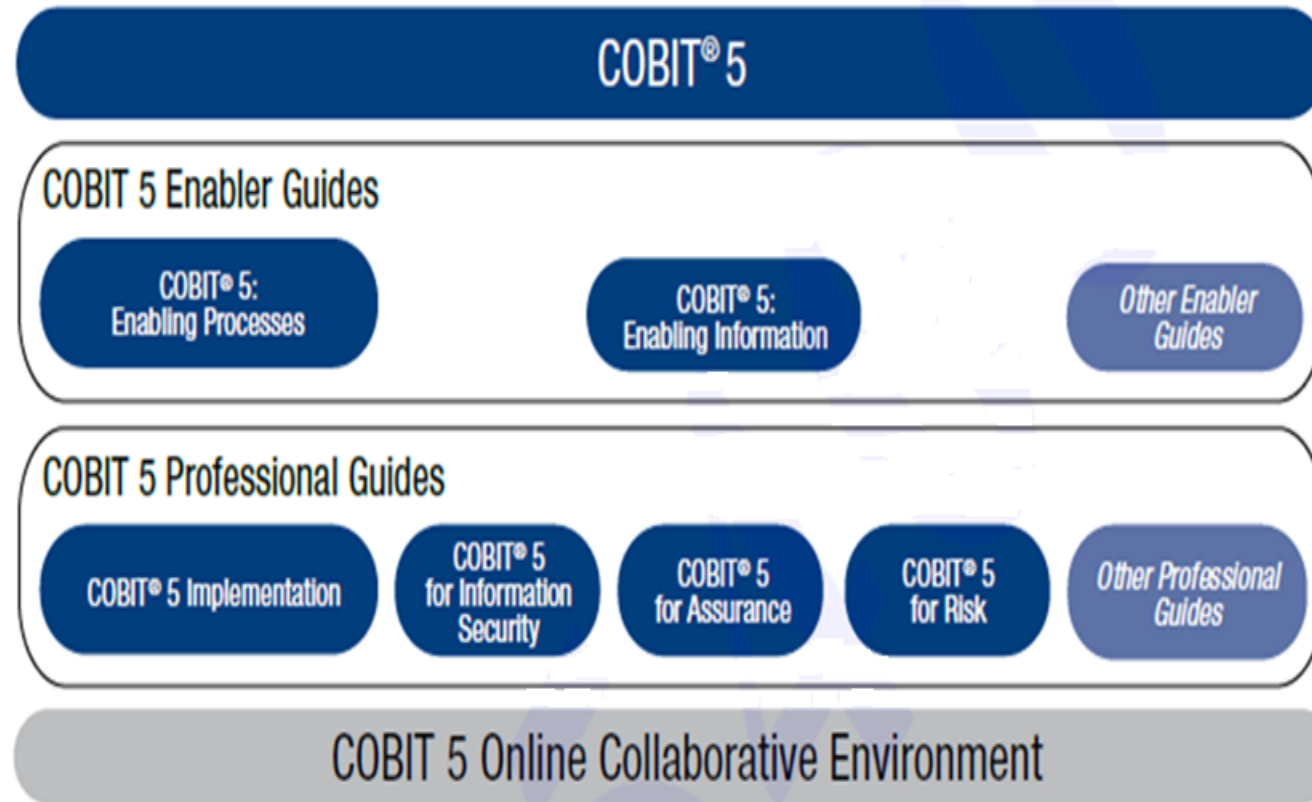 COBIT® 5
COBIT 5 Enabler Guides
COBIT® 5:
Enabling Processes
COBIT® 5:
Enabling Information
Other Enabler
Guides
COBIT 5 Professional Guides
COBIT® 5 Implementation
COBIT® 5
for Information
Security
COBIT® 5
for Assurance
COBIT® 5
for Risk
Other Professional
Guides
COBIT 5 Online Collaborative Environment